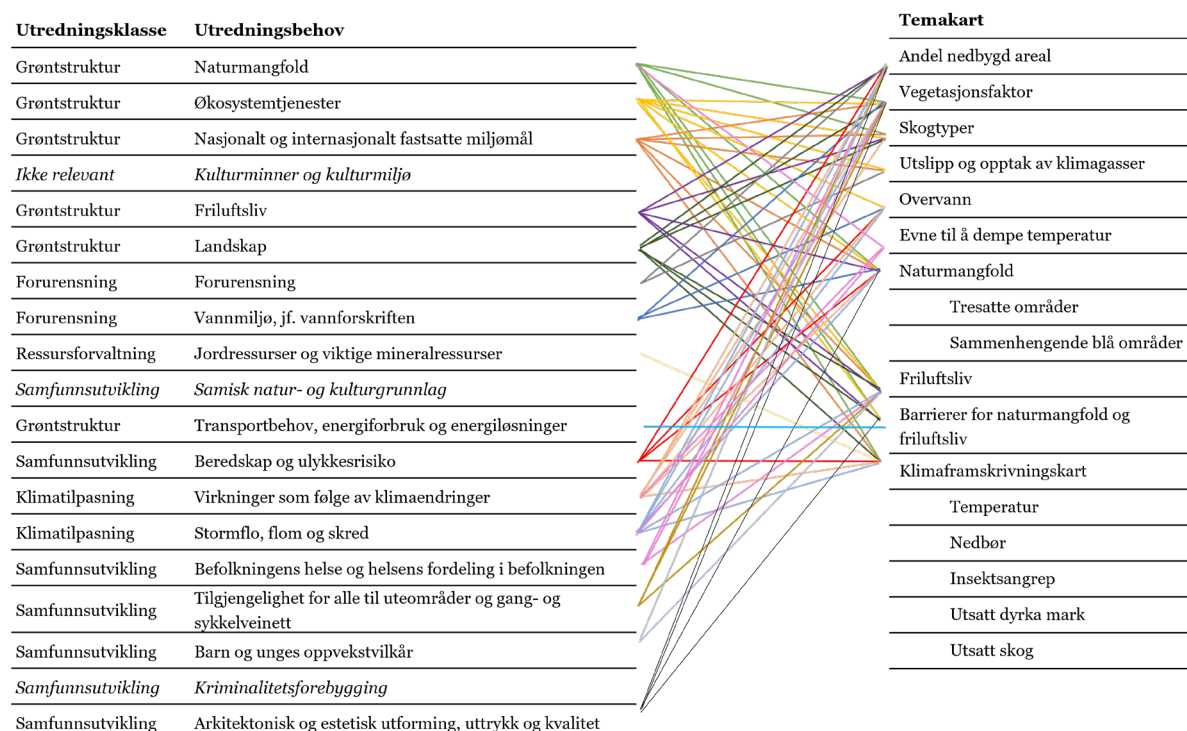 Utredningsklasse Utredningsbehov
Grøntstruktur Naturmangfold
Grøntstruktur Økosystemtjenester
Grøntstruktur Nasjonalt og internasjonalt fastsatte miljømål
Ikke relevant Kulturminner og kulturmiljø
Grøntstruktur Friluftsliv
Grøntstruktur Landskap
Forurensning Forurensning
Forurensning Vannmiljø, jf. vannforskriften
Ressursforvaltning Jordressurser og viktige mineralressurser
Samfunnsutvikling Samisk natur- og kulturgrunnlag
Grøntstruktur Transportbehov, energiforbruk og energiløsninger
Samfunnsutvikling Beredskap og ulykkesrisiko
Klimatilpasning Virkninger som følge av klimaendringer
Klimatilpasning Stormflo, flom og skred
Samfunnsutvikling Befolkningens helse og helsens fordeling i befolkningen
Samfunnsutvikling Tilgjengelighet for alle til uteområder og gang- og
sykkelveinett
Samfunnsutvikling Barn og unges oppvekstvilkår
Samfunnsutvikling Kriminalitetsforebygging
Samfunnsutvikling Arkitektonisk og estetisk utforming, uttrykk og kvalitet
Temakart
Andel nedbygd areal
Vegetasjonsfaktor
Skogtyper
Utslipp og opptak av klimagasser
Overvann
Evne til å dempe temperatur
Naturmangfold
Tresatte områder
Sammenhengende blå områder
Friluftsliv
Barrierer for naturmangfold og
friluftsliv
Klimaframskrivningskart
Temperatur
Nedbør
Insektsangrep
Utsatt dyrka mark
Utsatt skog